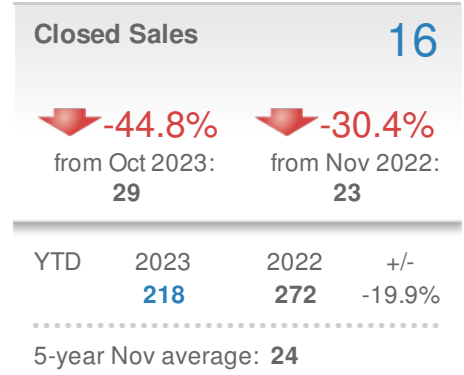 Closed Sales 16
-44.8% -30.4%
from Oct 2023: from Nov 2022:
29 23
YTD 2023 2022 +/-
218 272 -19.9%
5-year Nov average: 24